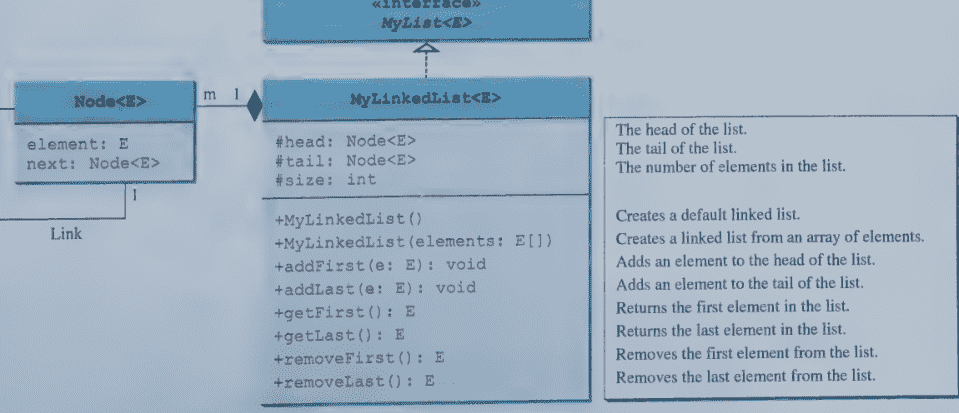 «interface»
MyList<E>
Node<E>
m 1
MyLinkedList<E>
element: E
next: Node<E>
1
Link
#head: Node<E>
#tail: Node<E>
#size: int
+MyLinkedList()
+MyLinkedList(elements: E[])
+addFirst(e: E): void
+addLast(e: E): void
+getFirst(): E
+getLast(): E
+removeFirst(): E
+removeLast(): E
The head of the list.
The tail of the list.
The number of elements in the list.
Creates a default linked list.
Creates a linked list from an array of elements.
Adds an element to the head of the list.
Adds an element to the tail of the list.
Returns the first element in the list.
Returns the last element in the list.
Removes the first element from the list.
Removes the last element from the list.